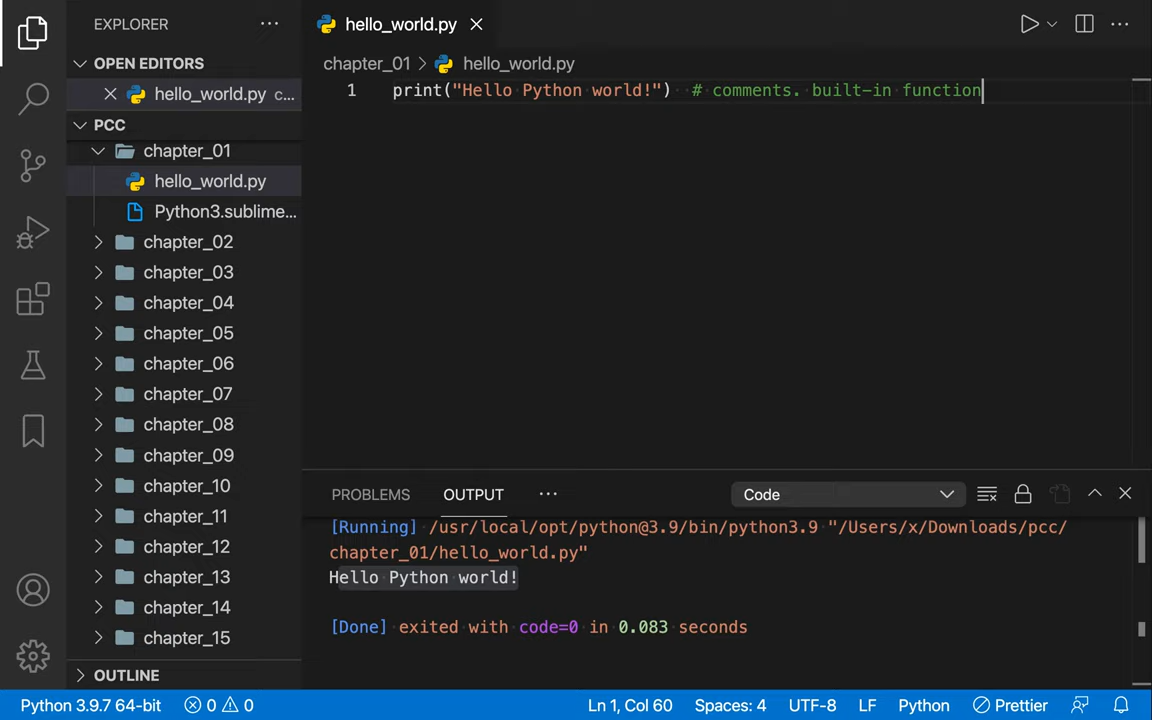 EXPLORER
hello_world.py
OPEN EDITORS
hello_world.py c...
PCC
chapter_01
hello_world.py
Python3.sublime...
chapter_02
chapter_03
chapter_04
chapter_05
chapter_06
chapter_07
chapter_08
chapter_09
chapter_10
chapter_11
chapter_12
chapter_13
chapter_14
chapter_15
OUTLINE
chapter_01 > hello_world.py
1 print("Hello Python world!")  # comments. built-in function
PROBLEMS OUTPUT ... Code
[Running] /usr/local/opt/python@3.9/bin/python3.9 "/Users/x/Downloads/pcc/
chapter_01/hello_world.py"
Hello Python world!
[Done] exited with code=0 in 0.083 seconds
Python 3.9.7 64-bit 0 0 Ln 1, Col 60 Spaces: 4 UTF-8 LF Python Prettier